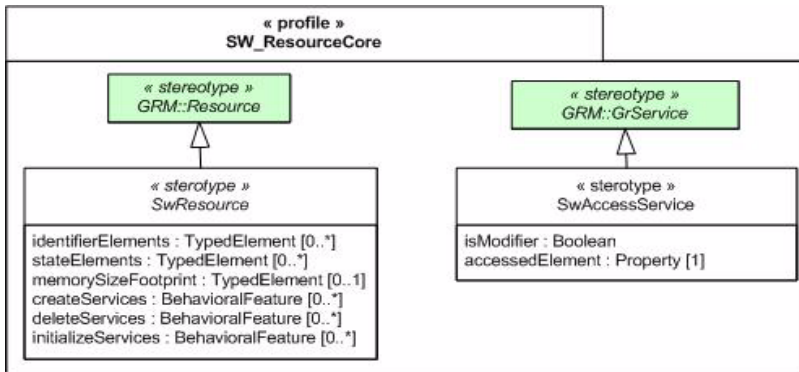 « profile »
SW_ResourceCore
« stereotype »
GRM::Resource
« stereotype »
GRM::GrService
« sterotype »
SwResource
identifierElements : TypedElement [0..*]
stateElements : TypedElement [0..*]
memorySizeFootprint : TypedElement [0..1]
createServices : BehavioralFeature [0..*]
deleteServices : BehavioralFeature [0..*]
initializeServices : BehavioralFeature [0..*]
« sterotype »
SwAccessService
isModifier : Boolean
accessedElement : Property [1]